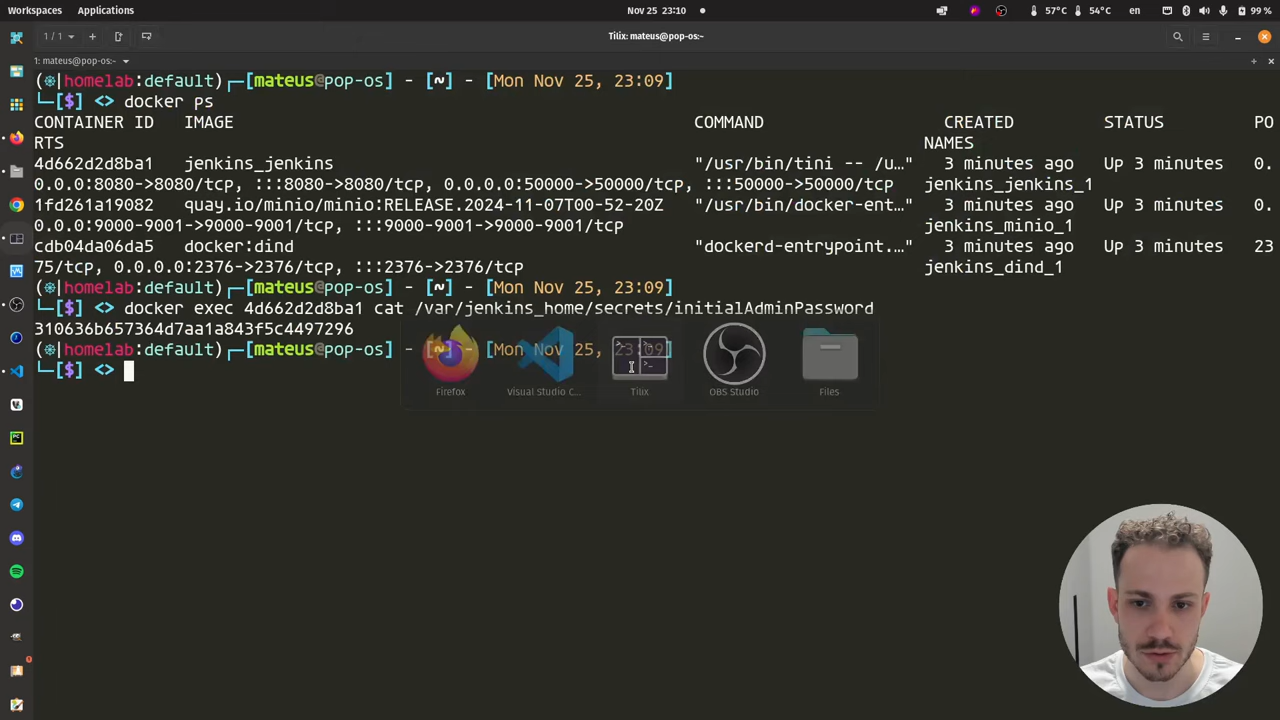 Workspaces Applications Nov 25 23:10 57°C 54°C en 99 %
1 / 1 Tilix: mateus@pop-os:~
1: mateus@pop-os:~
(|homelab:default)┌─[mateus@pop-os] - [~] - [Mon Nov 25, 23:09]
└─[$] <> docker ps
CONTAINER ID IMAGE COMMAND CREATED STATUS PO
RTS NAMES
4d662d2d8ba1 jenkins_jenkins "/usr/bin/tini -- /u…" 3 minutes ago Up 3 minutes 0.
0.0.0:8080->8080/tcp, :::8080->8080/tcp, 0.0.0.0:50000->50000/tcp, :::50000->50000/tcp jenkins_jenkins_1
1fd261a19082 quay.io/minio/minio:RELEASE.2024-11-07T00-52-20Z "/usr/bin/docker-ent…" 3 minutes ago Up 3 minutes 0.
0.0.0:9000-9001->9000-9001/tcp, :::9000-9001->9000-9001/tcp jenkins_minio_1
cdb04da06da5 docker:dind "dockerd-entrypoint.…" 3 minutes ago Up 3 minutes 23
75/tcp, 0.0.0.0:2376->2376/tcp, :::2376->2376/tcp jenkins_dind_1
(|homelab:default)┌─[mateus@pop-os] - [~] - [Mon Nov 25, 23:09]
└─[$] <> docker exec 4d662d2d8ba1 cat /var/jenkins_home/secrets/initialAdminPassword
310636b657364d7aa1a843f5c4497296
(|homelab:default)┌─[mateus@pop-os] - [~] - [Mon Nov 25, 23:09]
└─[$] <>
Firefox Visual Studio C... Tilix OBS Studio Files